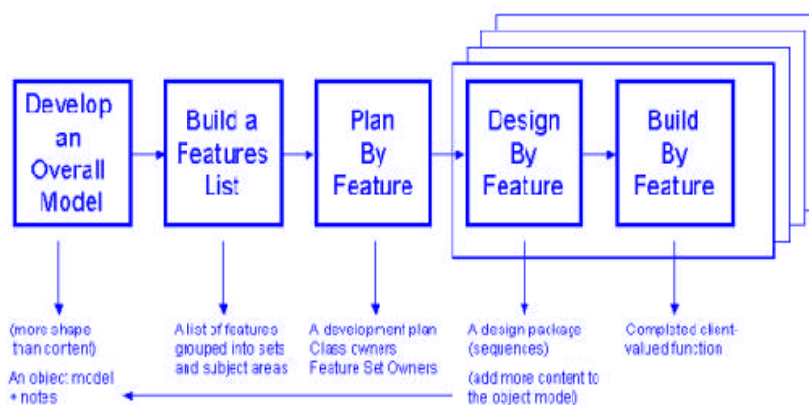 Develop
an
Overall
Model
Build a
Features
List
Plan
By
Feature
Design
By
Feature
Build
By
Feature
(more shape
than content)
An object model
+ notes
A list of features
grouped into sets
and subject areas
A development plan
Class owners
Feature Set Owners
A design package
(sequences)
(add more content to
the object model)
Completed client-
valued function